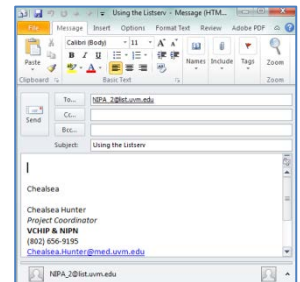 Using the Listserv - Message (HTM...
File Message Insert Options Format Text Review Adobe PDF
Calibri (Body) 11
Paste
B I U
Names Include Tags Zoom
Clipboard Basic Text Zoom
To... NIPA_2@list.uvm.edu
Send
Cc...
Bcc...
Subject: Using the Listserv
Chealsea
Chealsea Hunter
Project Coordinator
VCHIP & NIPN
(802) 656-9195
Chealsea.Hunter@med.uvm.edu
NIPA_2@list.uvm.edu